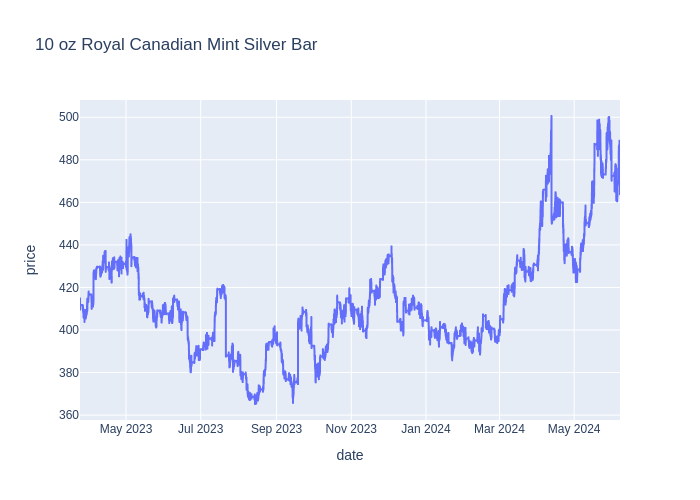 10 oz Royal Canadian Mint Silver Bar
500
480
460
440
420
400
380
360
price
May 2023
Jul 2023
Sep 2023
Nov 2023
Jan 2024
Mar 2024
May 2024
date